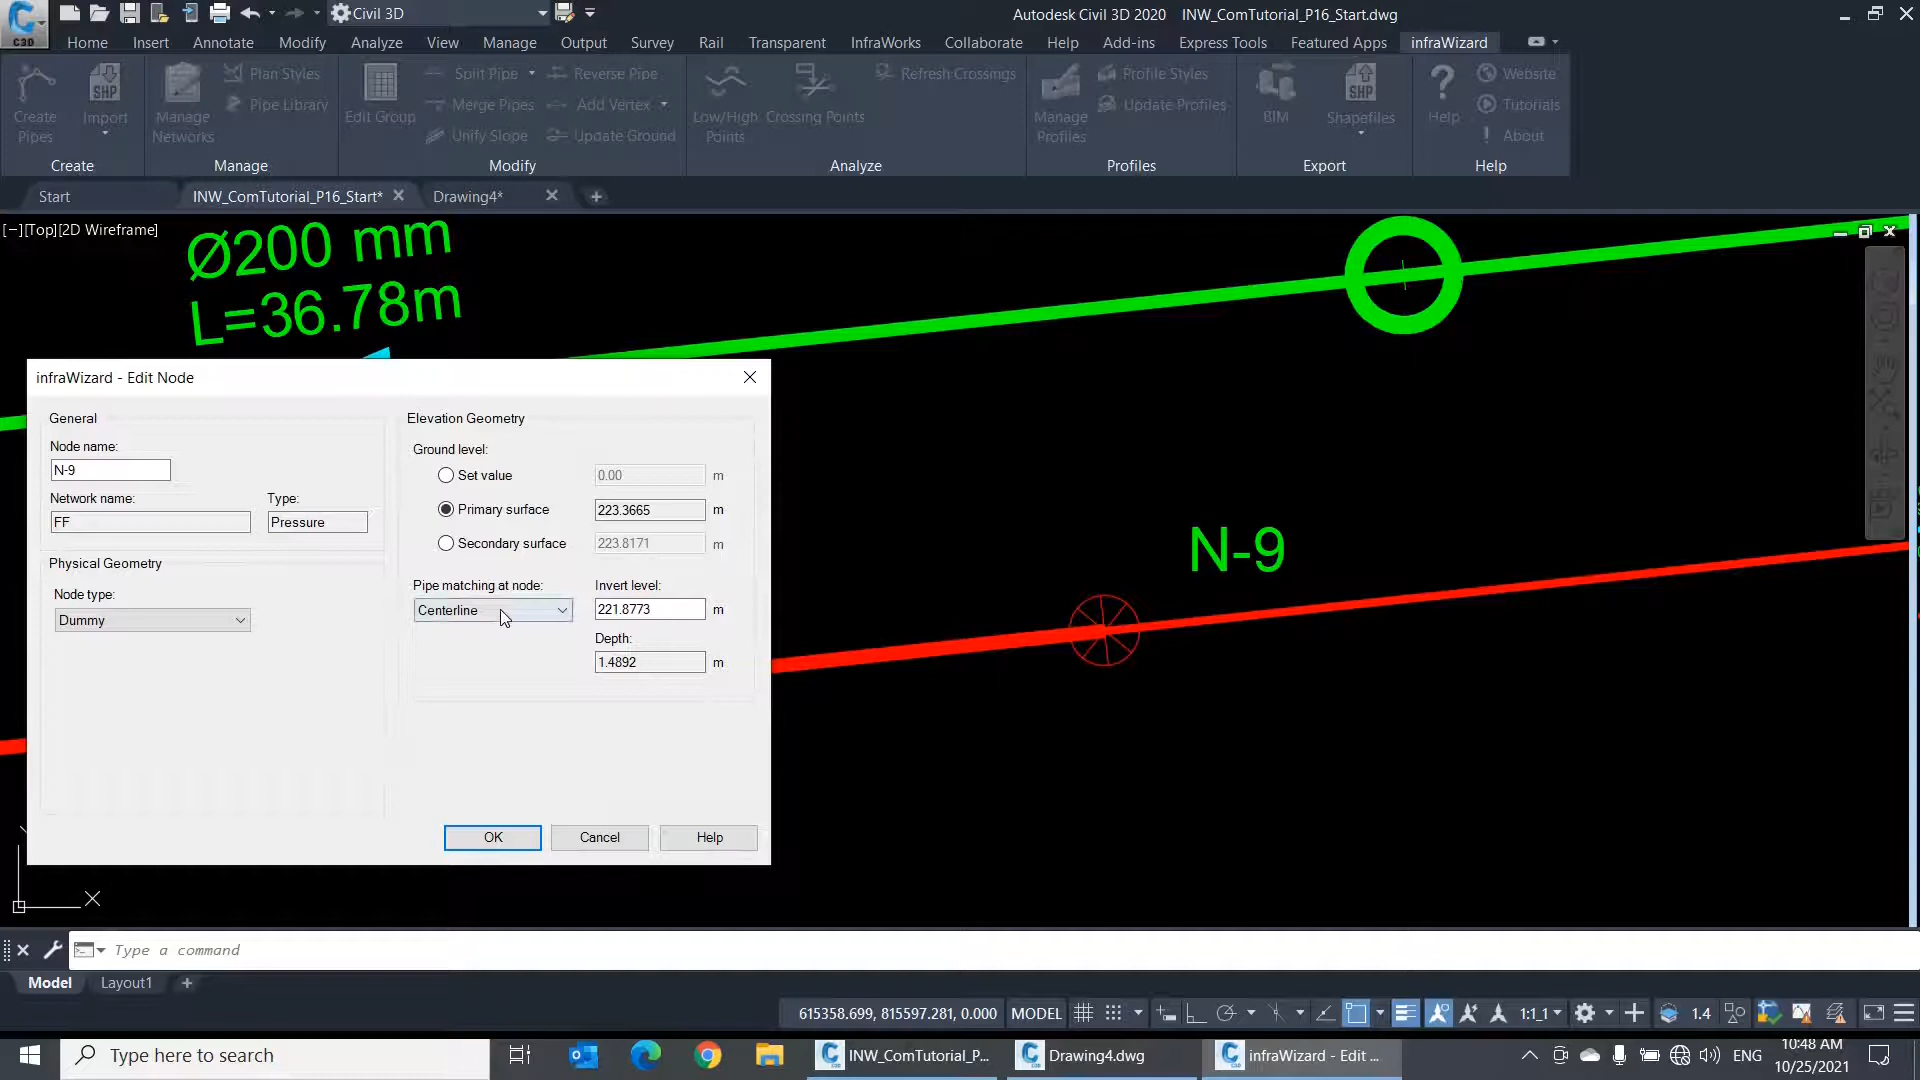 Civil 3D
Autodesk Civil 3D 2020 INW_ComTutorial_P16_Start.dwg
C3D
Home Insert Annotate Modify Analyze View Manage Output Survey Rail Transparent InfraWorks Collaborate Help Add-ins Express Tools Featured Apps infraWizard
Create Pipes
Import
Manage Networks
Plan Styles
Pipe Library
Edit Group
Split Pipe
Merge Pipes
Unify Slope
Reverse Pipe
Add Vertex
Update Ground
Low/High Points
Crossing Points
Refresh Crossings
Manage Profiles
Profile Styles
Update Profiles
BIM
SHP
Shapefiles
Help
Website
Tutorials
About
Create Manage Modify Analyze Profiles Export Help
Start INW_ComTutorial_P16_Start* Drawing4*
[−][Top][2D Wireframe]
Ø200 mm
L=36.78m
N-9
infraWizard - Edit Node
General
Node name:
N-9
Network name: Type:
FF Pressure
Physical Geometry
Node type:
Dummy
Elevation Geometry
Ground level:
Set value 0.00 m
Primary surface 223.3665 m
Secondary surface 223.8171 m
Pipe matching at node: Invert level:
Centerline 221.8773 m
Depth:
1.4892 m
OK Cancel Help
X
Type a command
Model Layout1
615358.699, 815597.281, 0.000 MODEL 1:1_1 1.4
Type here to search
INW_ComTutorial_P... Drawing4.dwg infraWizard - Edit ...
ENG
10:48 AM
10/25/2021